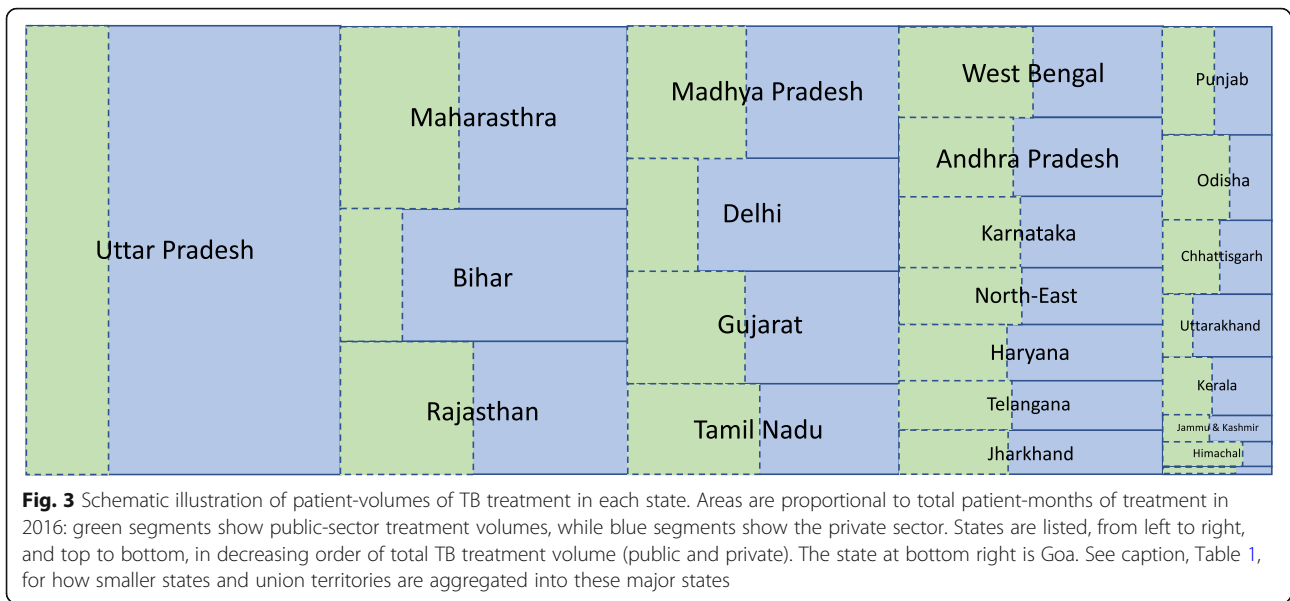 Uttar Pradesh
Maharasthra
Bihar
Rajasthan
Madhya Pradesh
Delhi
Gujarat
Tamil Nadu
West Bengal
Andhra Pradesh
Karnataka
North-East
Haryana
Telangana
Jharkhand
Punjab
Odisha
Chhattisgarh
Uttarakhand
Kerala
Jammu & Kashmir
Himachal
Fig. 3 Schematic illustration of patient-volumes of TB treatment in each state. Areas are proportional to total patient-months of treatment in
2016: green segments show public-sector treatment volumes, while blue segments show the private sector. States are listed, from left to right,
and top to bottom, in decreasing order of total TB treatment volume (public and private). The state at bottom right is Goa. See caption, Table 1,
for how smaller states and union territories are aggregated into these major states